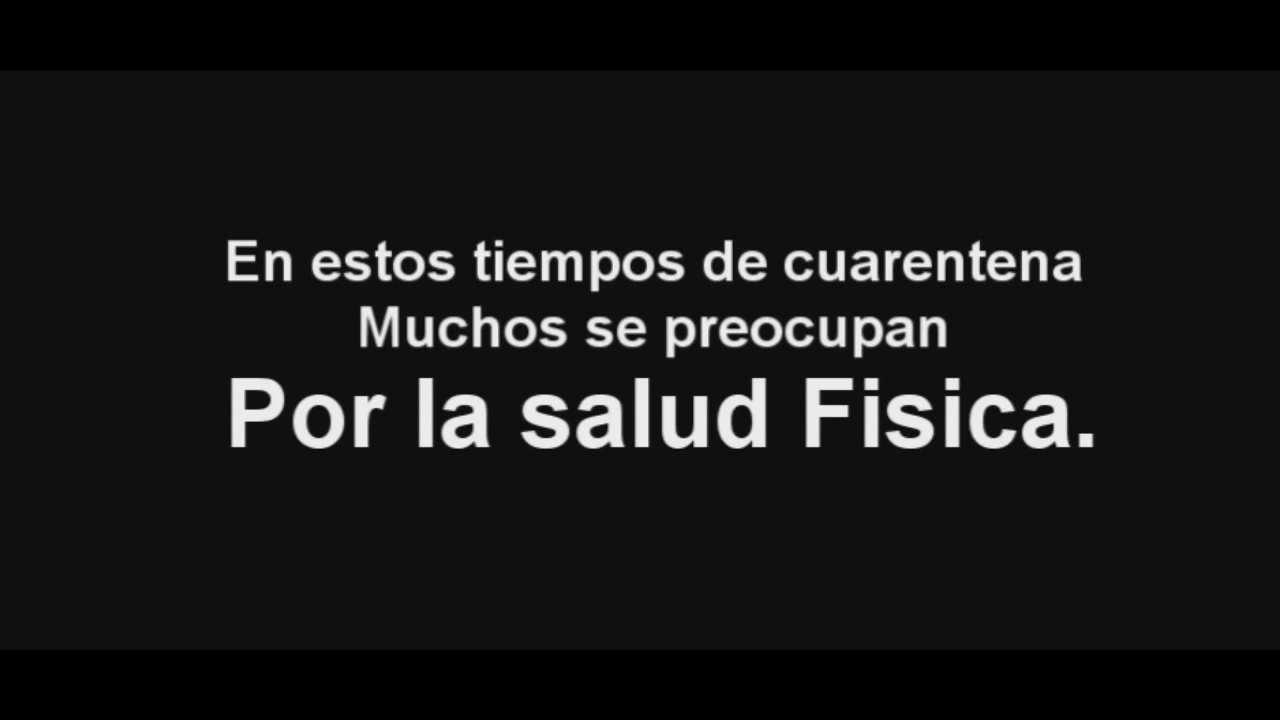 En estos tiempos de cuarentena
Muchos se preocupan
Por la salud Fisica.